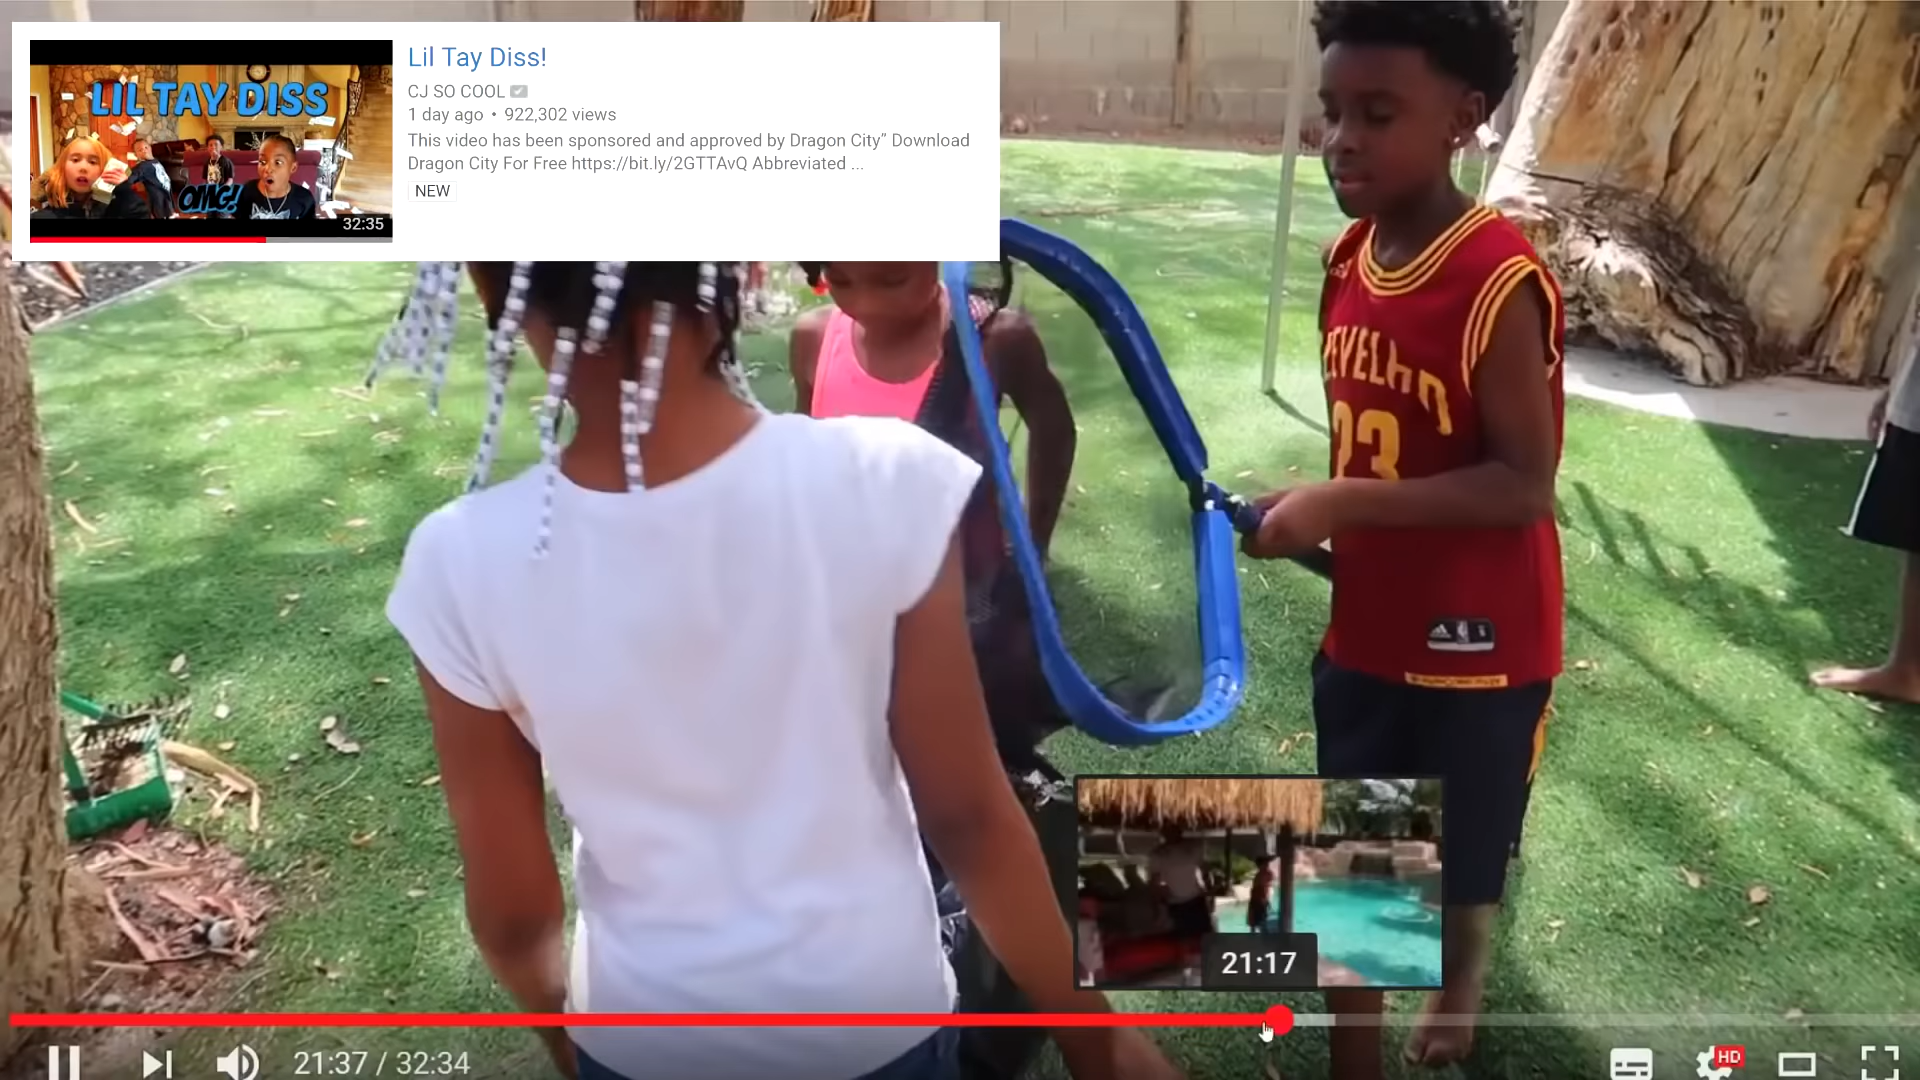 LIL TAY DISS
OMG!
32:35
Lil Tay Diss!
CJ SO COOL
1 day ago • 922,302 views
This video has been sponsored and approved by Dragon City” Download
Dragon City For Free https://bit.ly/2GTTAvQ Abbreviated ...
NEW
23
21:17
21:37 / 32:34
HD